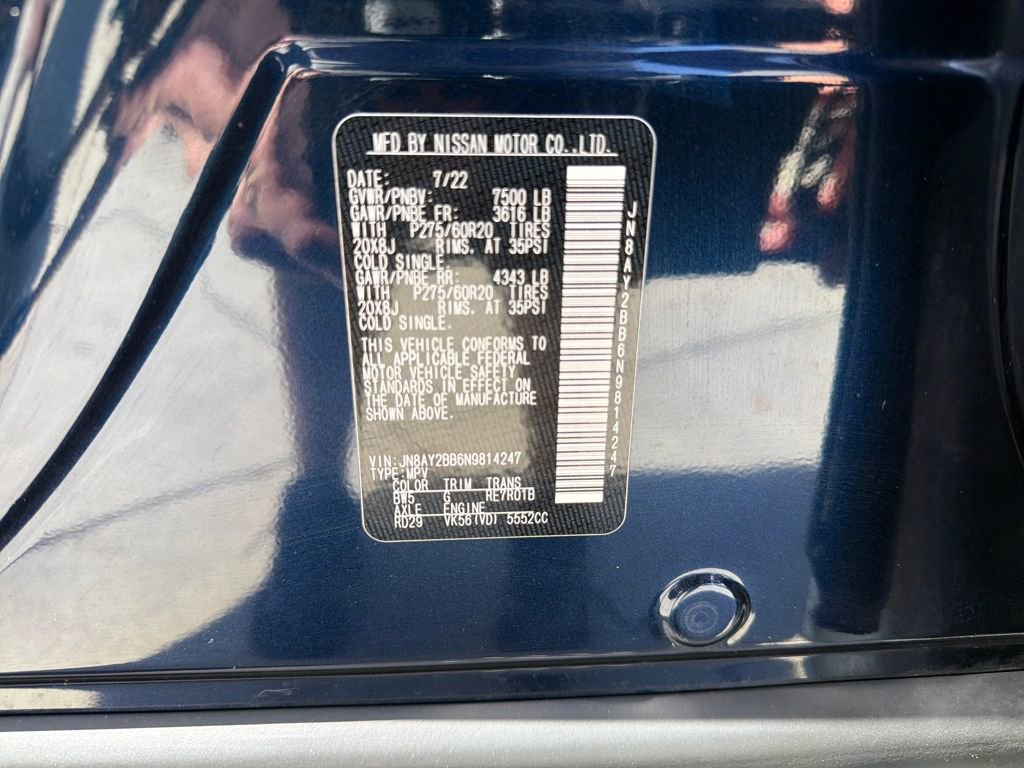 MFD BY NISSAN MOTOR CO.,LTD.
DATE: 7/22
GVWR/PNBV: 7500 LB
GAWR/PNBE FR: 3616 LB
WITH P275/60R20 TIRES
20X8J RIMS. AT 35PSI
COLD SINGLE.
GAWR/PNBE RR: 4343 LB
WITH P275/60R20 TIRES
20X8J RIMS. AT 35PSI
COLD SINGLE.
THIS VEHICLE CONFORMS TO
ALL APPLICABLE FEDERAL
MOTOR VEHICLE SAFETY
STANDARDS IN EFFECT ON
THE DATE OF MANUFACTURE
SHOWN ABOVE.
VIN:JN8AY2BB6N9814247
TYPE:MPV
COLOR TRIM TRANS
BW5 G RE7R01B
AXLE ENGINE
RD29 VK56(VD) 5552CC
JN8AY2BB6N9814247